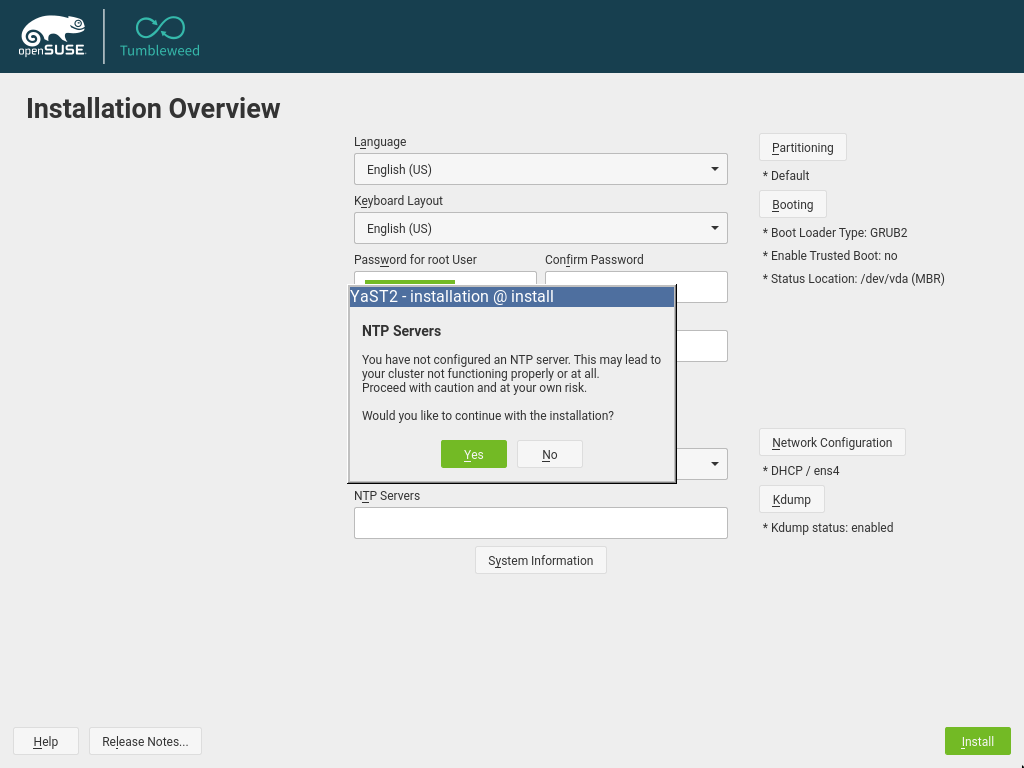 openSUSE
Tumbleweed
Installation Overview
Language
English (US)
Keyboard Layout
English (US)
Password for root User
Confirm Password
YaST2 - installation @ install
NTP Servers
You have not configured an NTP server. This may lead to
your cluster not functioning properly or at all.
Proceed with caution and at your own risk.
Would you like to continue with the installation?
Yes
No
NTP Servers
System Information
Partitioning
* Default
Booting
* Boot Loader Type: GRUB2
* Enable Trusted Boot: no
* Status Location: /dev/vda (MBR)
Network Configuration
* DHCP / ens4
Kdump
* Kdump status: enabled
Help
Release Notes...
Install